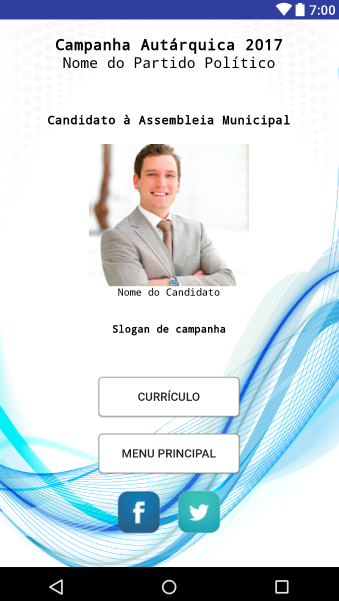 7:00
Campanha Autárquica 2017
Nome do Partido Político
Candidato à Assembleia Municipal
Nome do Candidato
Slogan de campanha
CURRÍCULO
MENU PRINCIPAL